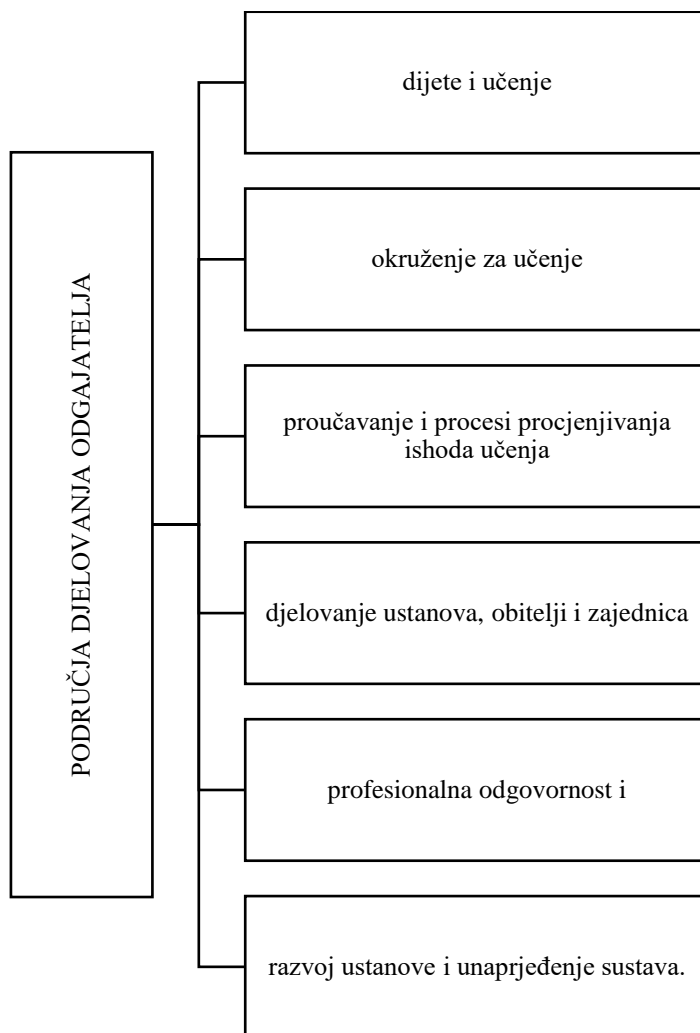 PODRUČJA DJELOVANJA ODGAJATELJA
dijete i učenje
okruženje za učenje
proučavanje i procesi procjenjivanja
ishoda učenja
djelovanje ustanova, obitelji i zajednica
profesionalna odgovornost i
razvoj ustanove i unaprjeđenje sustava.